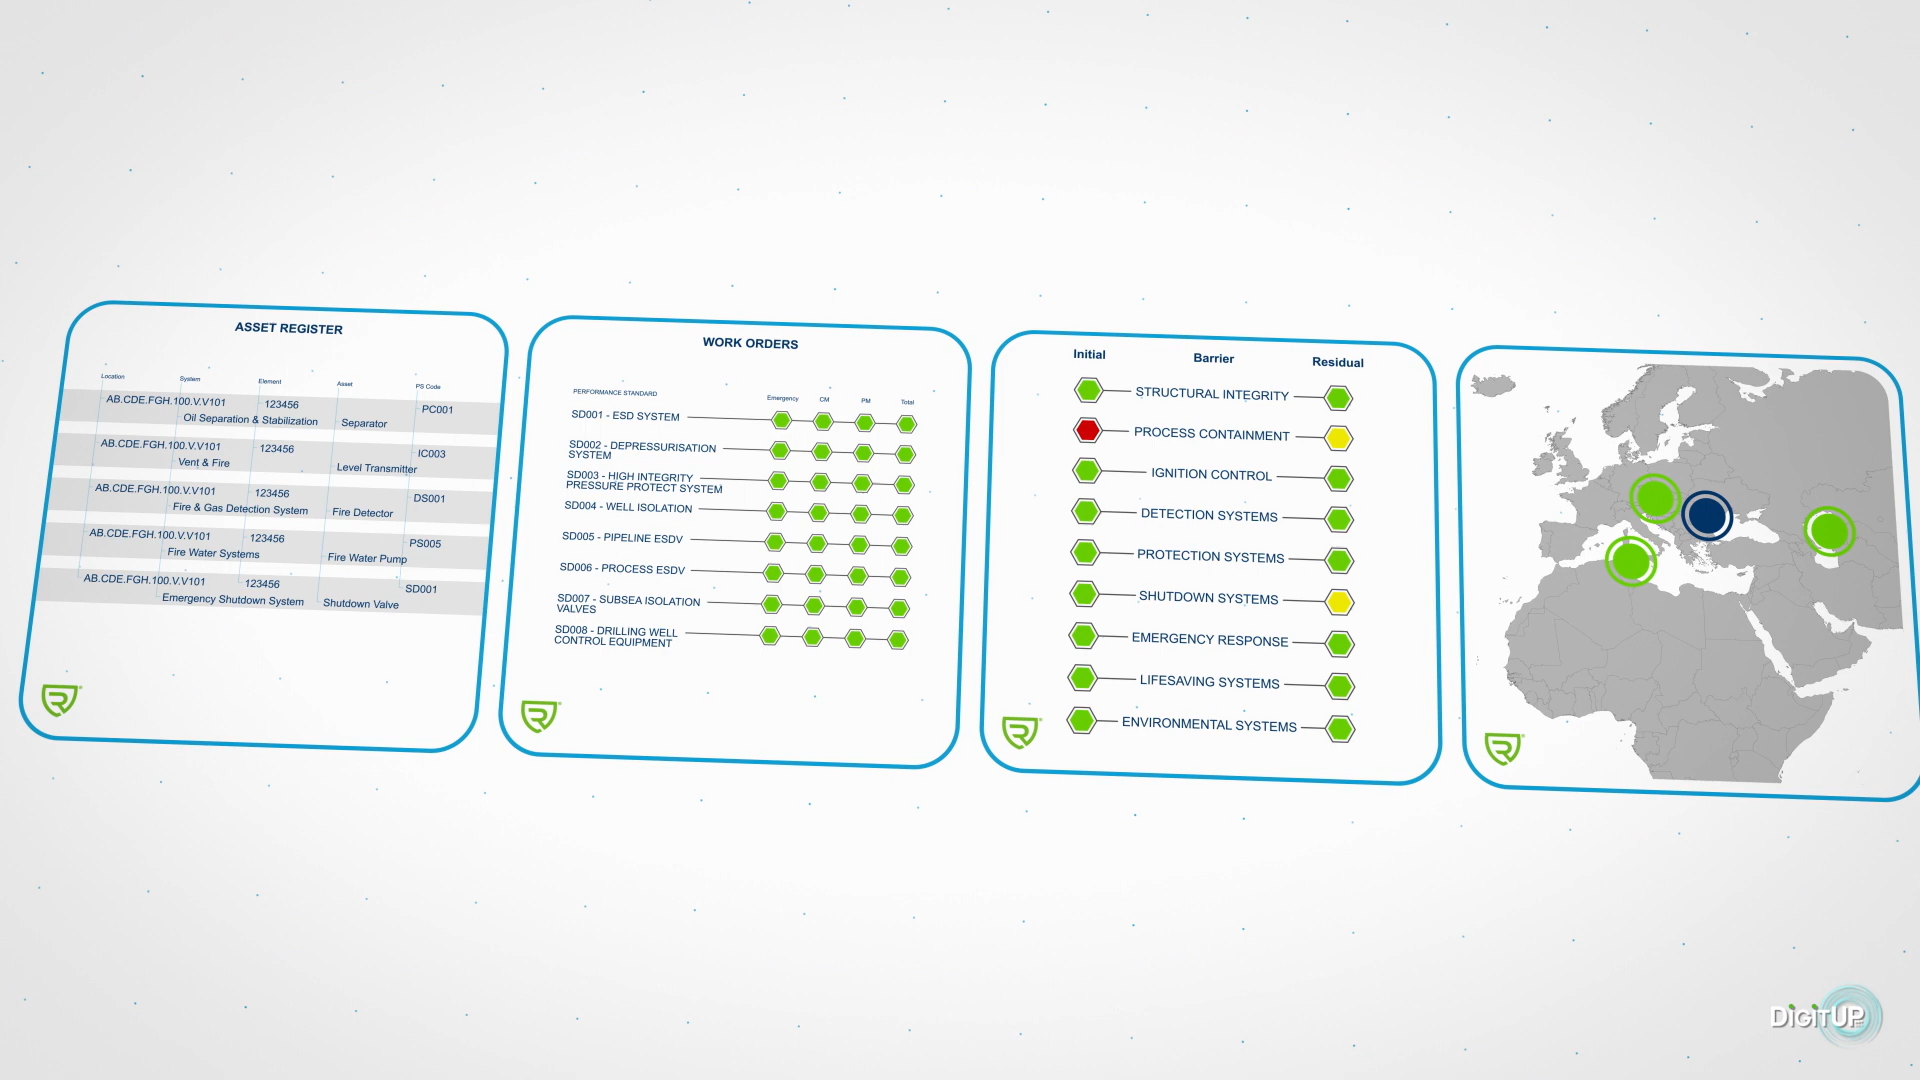 ASSET REGISTER
Location System Element Asset PS Code
AB.CDE.FGH.100.V.V101 123456 PC001
Oil Separation & Stabilization Separator
AB.CDE.FGH.100.V.V101 123456 IC003
Vent & Fire Level Transmitter
AB.CDE.FGH.100.V.V101 123456 DS001
Fire & Gas Detection System Fire Detector
AB.CDE.FGH.100.V.V101 123456 PS005
Fire Water Systems Fire Water Pump
AB.CDE.FGH.100.V.V101 123456 SD001
Emergency Shutdown System Shutdown Valve
WORK ORDERS
PERFORMANCE STANDARD Emergency CM PM Total
SD001 - ESD SYSTEM
SD002 - DEPRESSURISATION
SYSTEM
SD003 - HIGH INTEGRITY
PRESSURE PROTECT SYSTEM
SD004 - WELL ISOLATION
SD005 - PIPELINE ESDV
SD006 - PROCESS ESDV
SD007 - SUBSEA ISOLATION
VALVES
SD008 - DRILLING WELL
CONTROL EQUIPMENT
Initial Barrier Residual
STRUCTURAL INTEGRITY
PROCESS CONTAINMENT
IGNITION CONTROL
DETECTION SYSTEMS
PROTECTION SYSTEMS
SHUTDOWN SYSTEMS
EMERGENCY RESPONSE
LIFESAVING SYSTEMS
ENVIRONMENTAL SYSTEMS
DiGiTUP